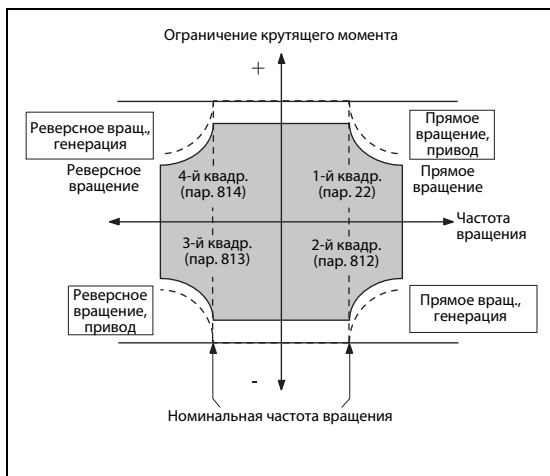 Ограничение крутящего момента
+
Реверсное вращ.,
генерация
Прямое
вращение,
привод
Реверсное
вращение
4-й квадр.
(пар. 814)
1-й квадр.
(пар. 22)
Прямое
вращение
Частота
вращения
3-й квадр.
(пар. 813)
2-й квадр.
(пар. 812)
Реверсное
вращение,
привод
Прямое вращ.,
генерация
-
Номинальная частота вращения